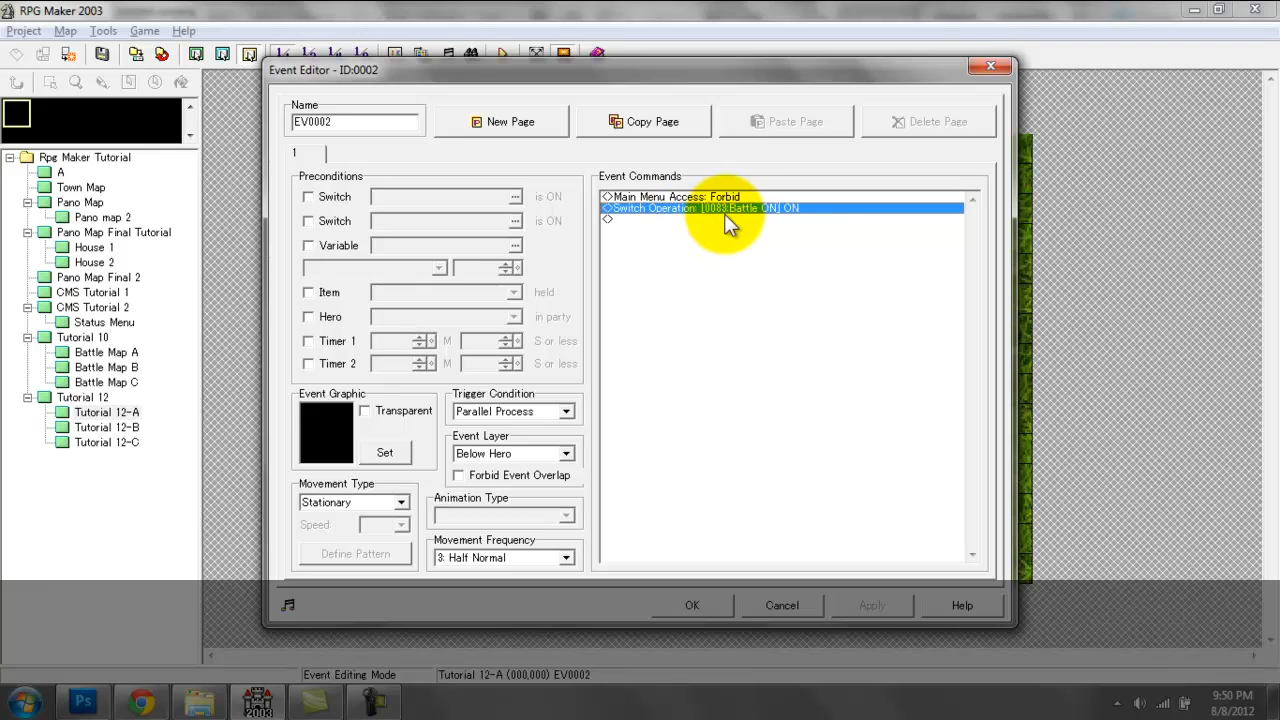 RPG Maker 2003
Project Map Tools Game Help
Event Editor - ID:0002
Name
EV0002
New Page
Copy Page
Paste Page
Delete Page
1
Preconditions
Switch
is ON
Switch
is ON
Variable
Item
held
Hero
in party
Timer 1
M
S or less
Timer 2
M
S or less
Event Graphic
Transparent
Set
Trigger Condition
Parallel Process
Event Layer
Below Hero
Forbid Event Overlap
Movement Type
Stationary
Speed:
Define Pattern
Animation Type
Movement Frequency
3: Half Normal
Event Commands
<>Main Menu Access: Forbid
<>Switch Operation: [0083:Battle ON] ON
<>
OK
Cancel
Apply
Help
Rpg Maker Tutorial
A
Town Map
Pano Map
Pano map 2
Pano Map Final Tutorial
House 1
House 2
Pano Map Final 2
CMS Tutorial 1
CMS Tutorial 2
Status Menu
Tutorial 10
Battle Map A
Battle Map B
Battle Map C
Tutorial 12
Tutorial 12-A
Tutorial 12-B
Tutorial 12-C
Event Editing Mode
Tutorial 12-A (000,000) EV0002
Ps
2003
9:50 PM
8/8/2012